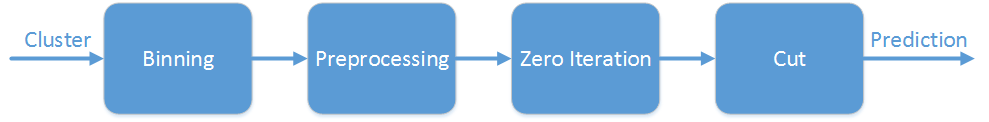 Cluster
Binning
Preprocessing
Zero Iteration
Cut
Prediction